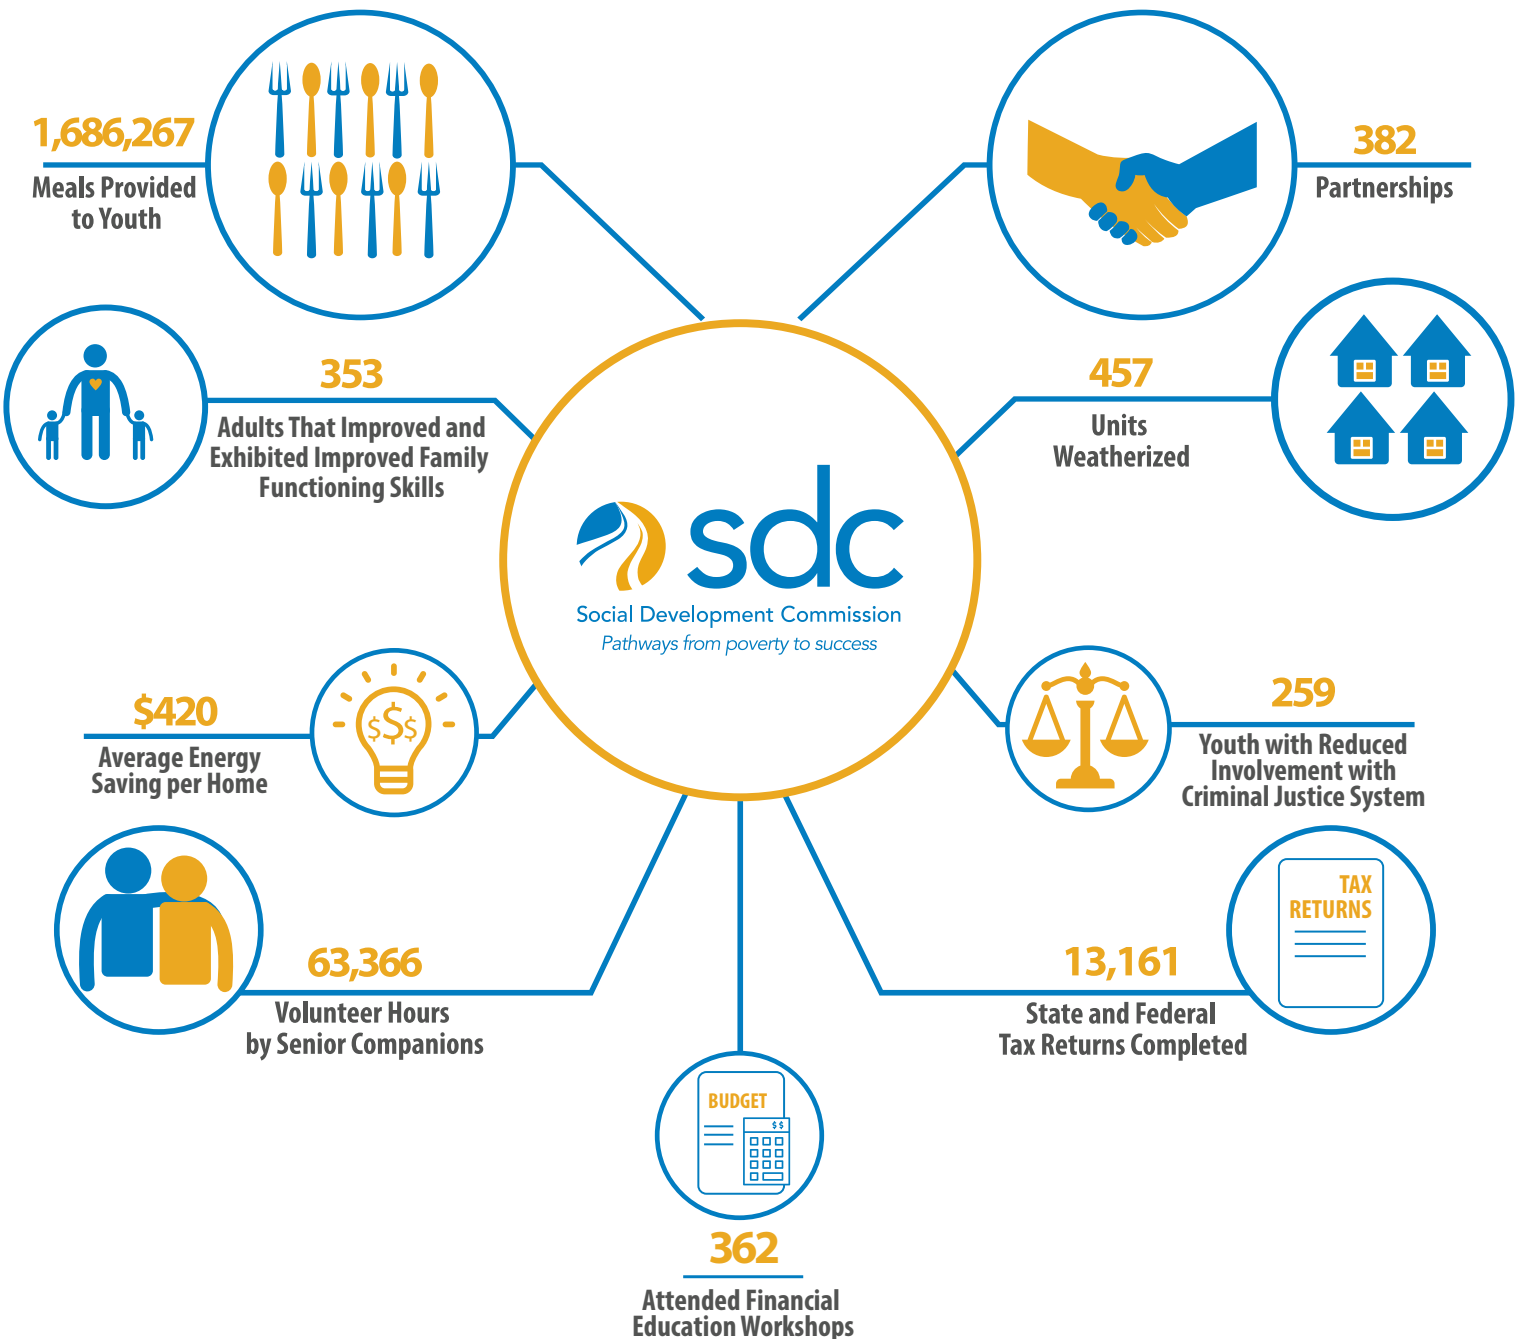 1,686,267
Meals Provided
to Youth
382
Partnerships
353
Adults That Improved and
Exhibited Improved Family
Functioning Skills
457
Units
Weatherized
sdc
Social Development Commission
Pathways from poverty to success
$420
Average Energy
Saving per Home
$$$
259
Youth with Reduced
Involvement with
Criminal Justice System
63,366
Volunteer Hours
by Senior Companions
TAX
RETURNS
13,161
State and Federal
Tax Returns Completed
BUDGET
$$
362
Attended Financial
Education Workshops